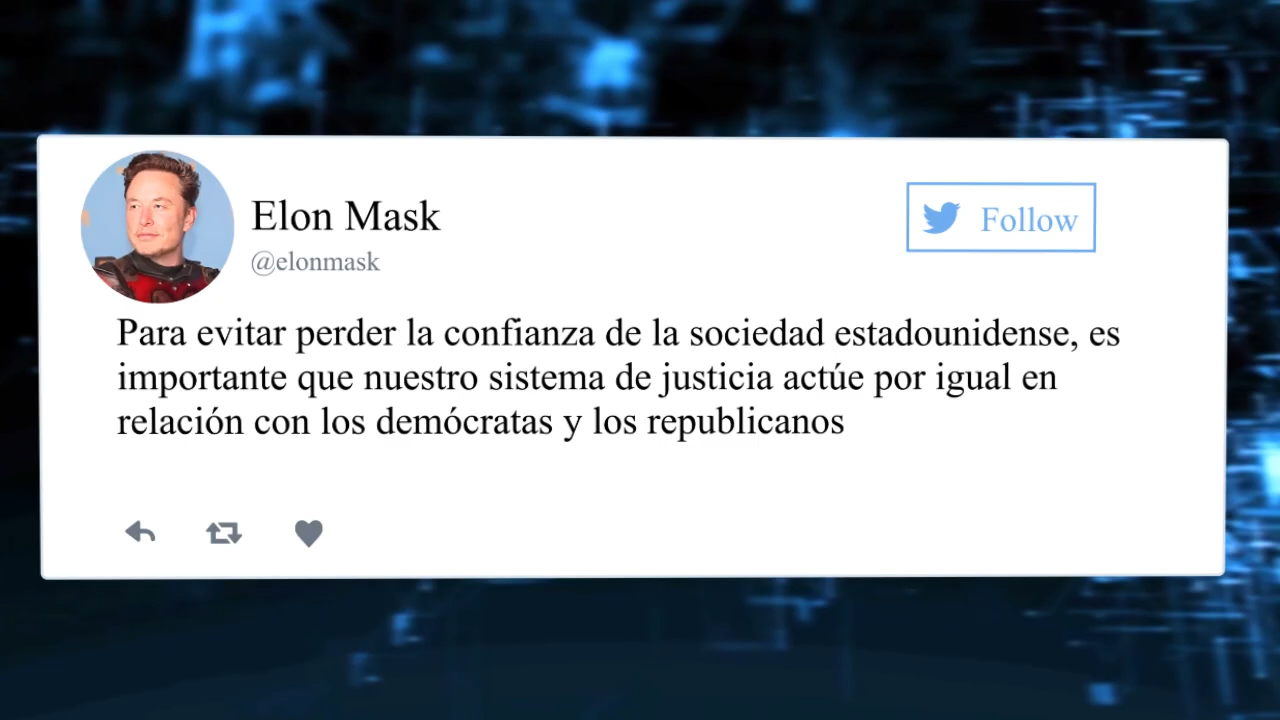 Elon Mask
@elonmask
Follow
Para evitar perder la confianza de la sociedad estadounidense, es
importante que nuestro sistema de justicia actúe por igual en
relación con los demócratas y los republicanos